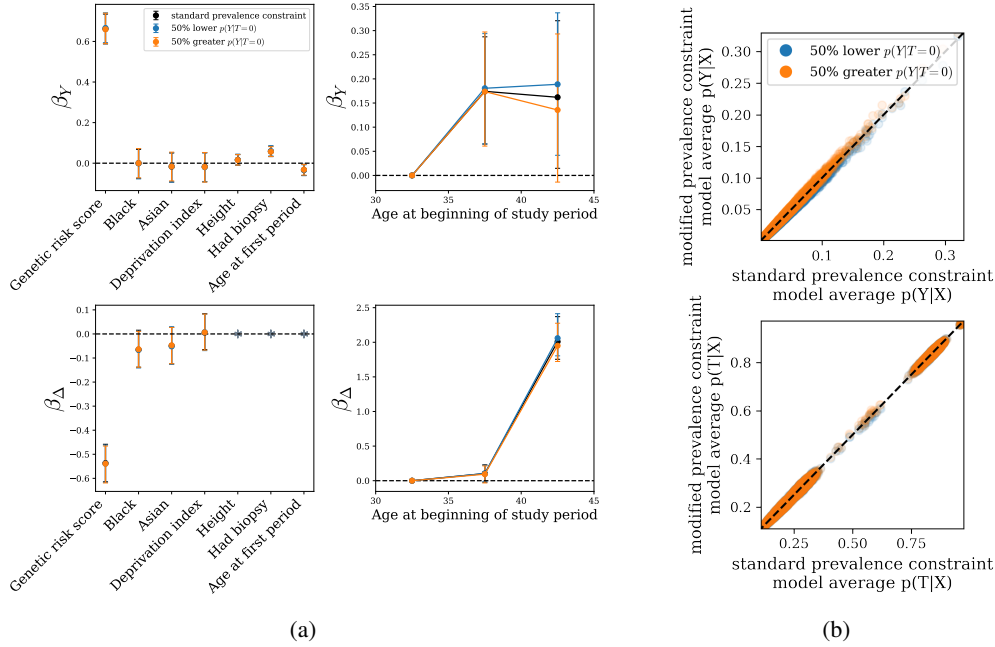 standard prevalence constraint
50% lower p(Y|T=0)
50% greater p(Y|T=0)
0.6
0.4
0.2
0.0
β_Y
Genetic risk score
Black
Asian
Deprivation index
Height
Had biopsy
Age at first period
0.35
0.30
0.25
0.20
0.15
0.10
0.05
0.00
β_Y
30
35
40
45
Age at beginning of study period
0.1
0.0
−0.1
−0.2
−0.3
−0.4
−0.5
−0.6
β_Δ
Genetic risk score
Black
Asian
Deprivation index
Height
Had biopsy
Age at first period
2.5
2.0
1.5
1.0
0.5
0.0
β_Δ
30
35
40
45
Age at beginning of study period
(a)
50% lower p(Y|T=0)
50% greater p(Y|T=0)
0.30
0.25
0.20
0.15
0.10
0.05
modified prevalence constraint
model average p(Y|X)
0.1
0.2
0.3
standard prevalence constraint
model average p(Y|X)
0.8
0.6
0.4
0.2
modified prevalence constraint
model average p(T|X)
0.25
0.50
0.75
standard prevalence constraint
model average p(T|X)
(b)